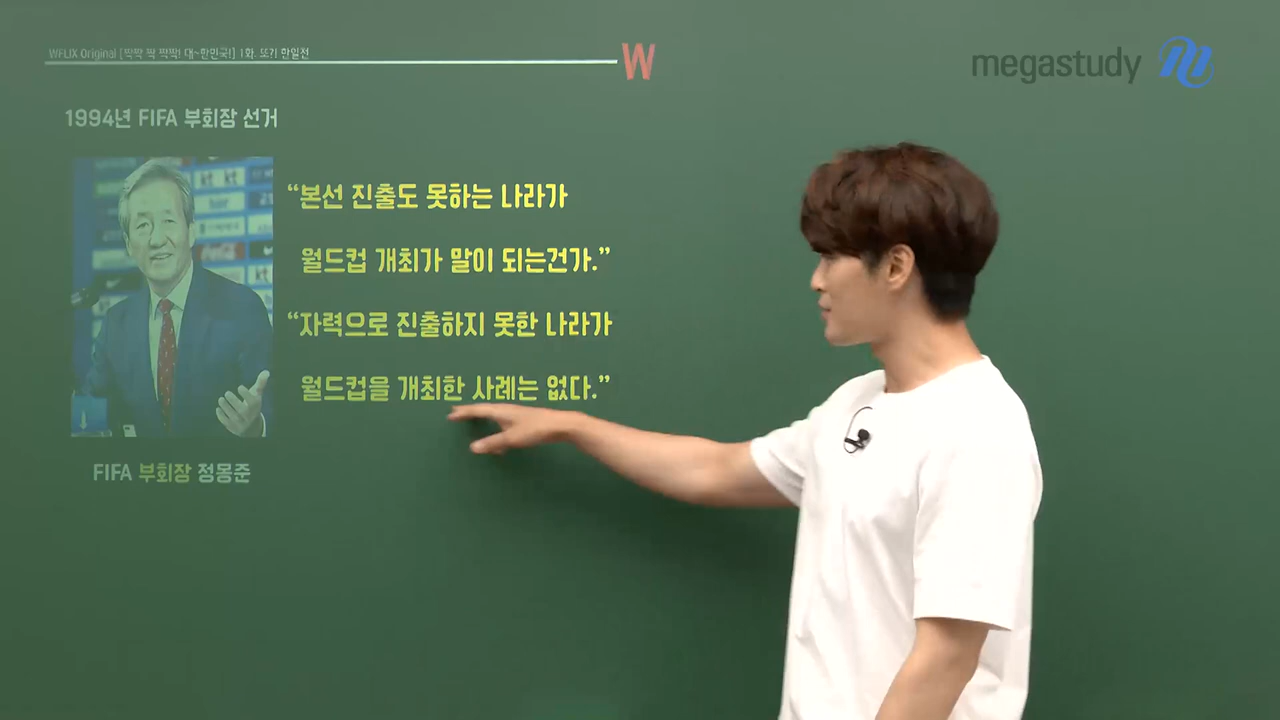 WFLIX Original [짝짝 짝 짝짝! 대~한민국!] 1화. 또?! 한일전
W
megastudy
1994년 FIFA 부회장 선거
“본선 진출도 못하는 나라가
월드컵 개최가 말이 되는건가.”
“자력으로 진출하지 못한 나라가
월드컵을 개최한 사례는 없다.”
kt kt
FIFA 부회장 정몽준